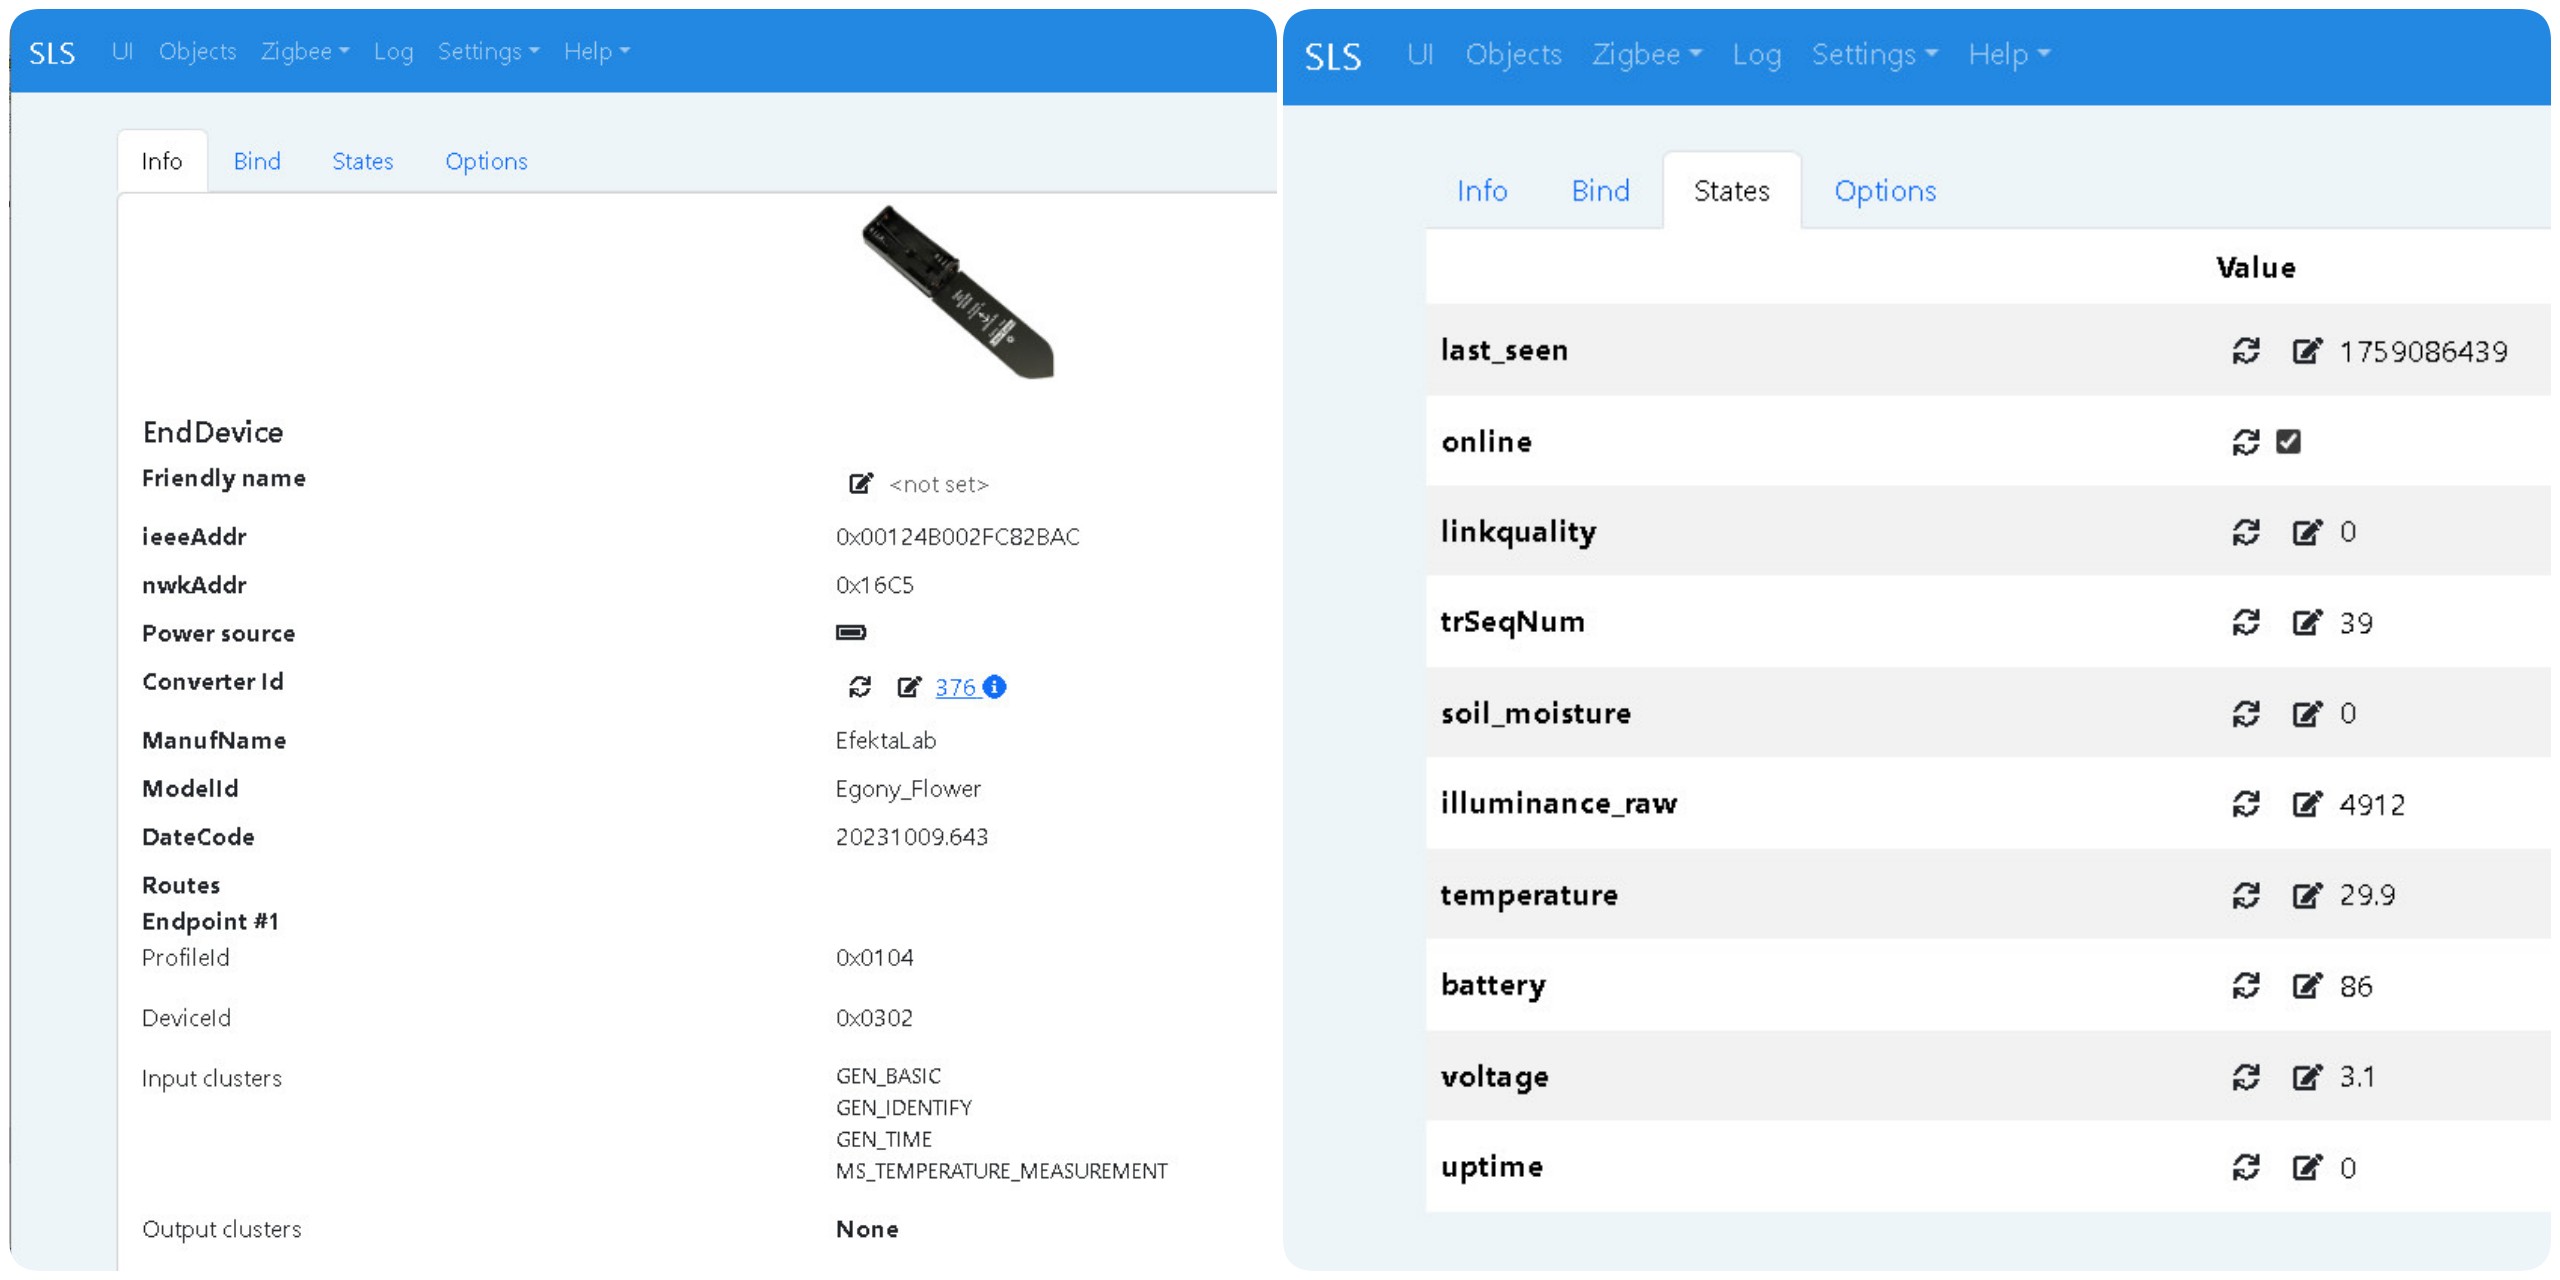 SLS UI Objects Zigbee Log Settings Help
Info Bind States Options
EndDevice
Friendly name <not set>
ieeeAddr 0x00124B002FC82BAC
nwkAddr 0x16C5
Power source
Converter Id 376
ManufName EfektaLab
ModelId Egony_Flower
DateCode 20231009.643
Routes
Endpoint #1
ProfileId 0x0104
DeviceId 0x0302
Input clusters GEN_BASIC
GEN_IDENTIFY
GEN_TIME
MS_TEMPERATURE_MEASUREMENT
Output clusters None
SLS UI Objects Zigbee Log Settings Help
Info Bind States Options
Value
last_seen 1759086439
online
linkquality 0
trSeqNum 39
soil_moisture 0
illuminance_raw 4912
temperature 29.9
battery 86
voltage 3.1
uptime 0